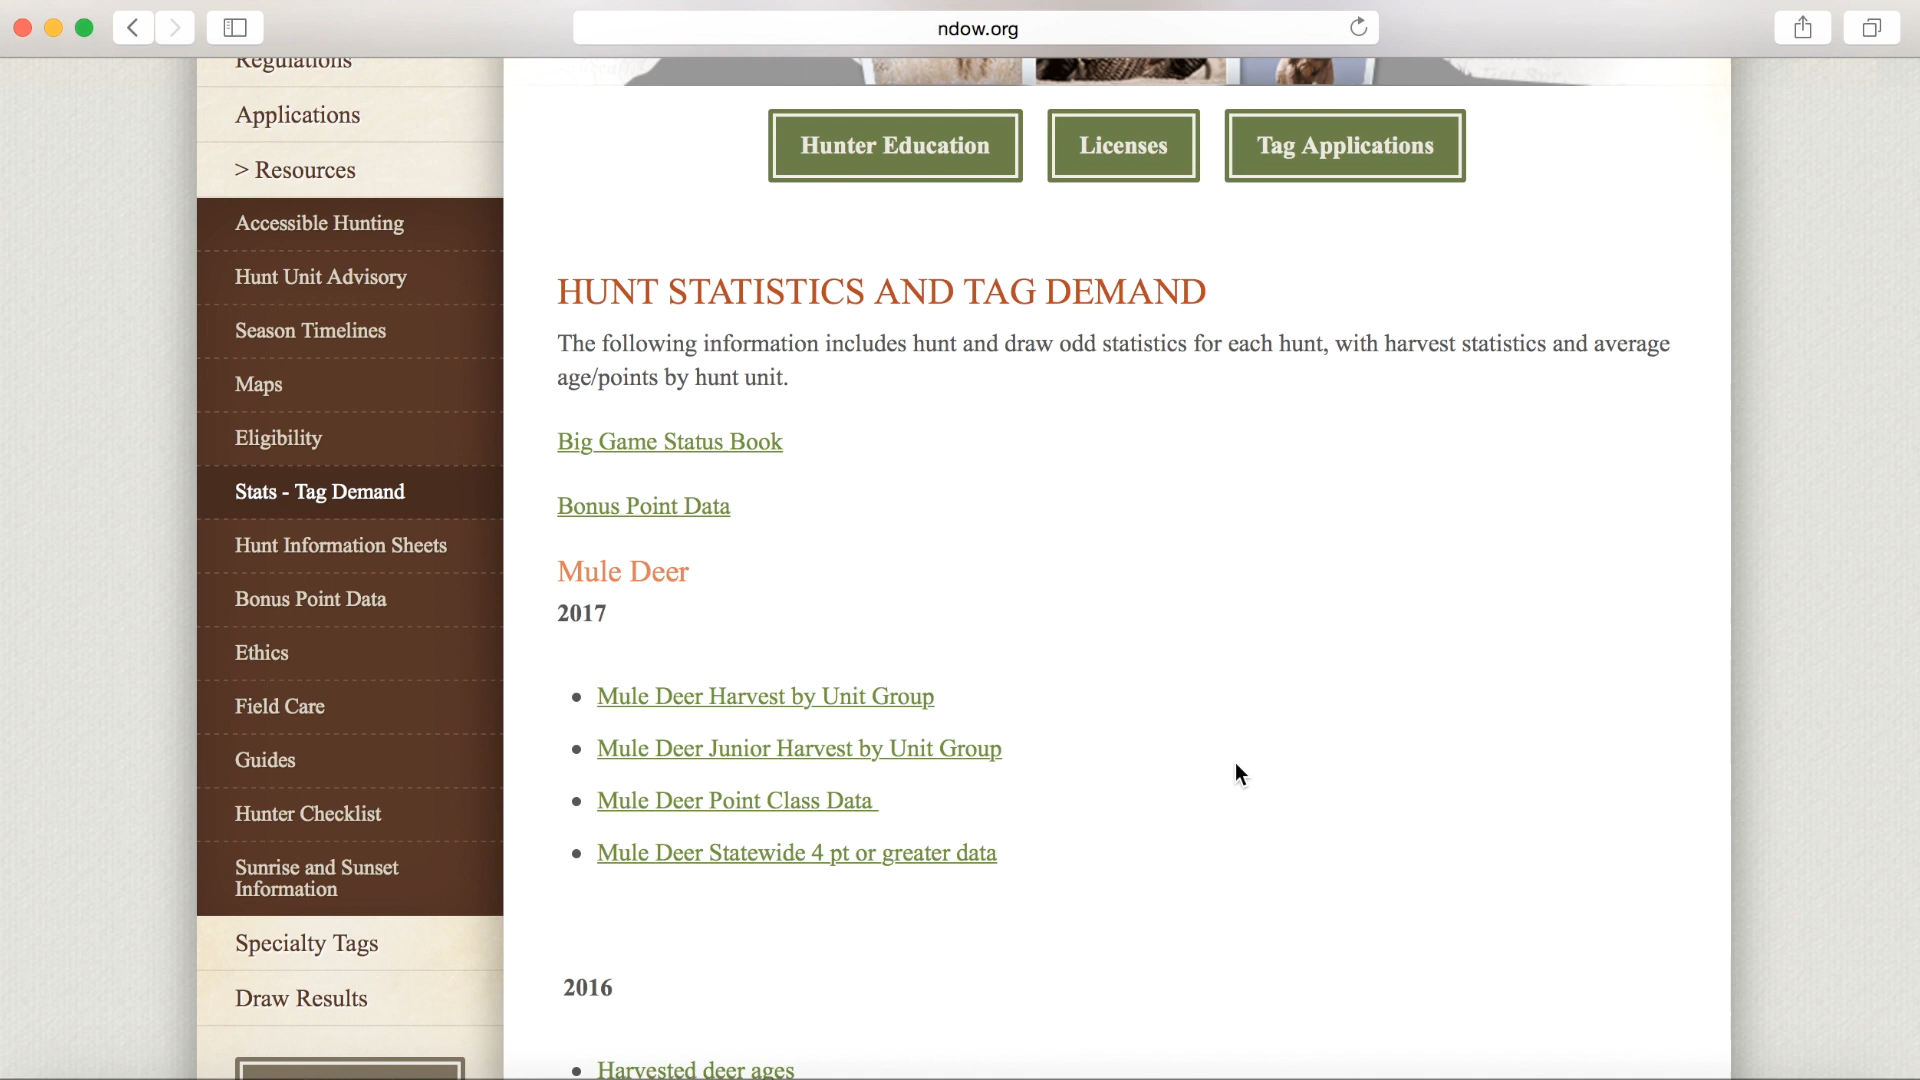 ndow.org
Regulations
Applications
> Resources
Accessible Hunting
Hunt Unit Advisory
Season Timelines
Maps
Eligibility
Stats - Tag Demand
Hunt Information Sheets
Bonus Point Data
Ethics
Field Care
Guides
Hunter Checklist
Sunrise and Sunset
Information
Specialty Tags
Draw Results
Hunter Education
Licenses
Tag Applications
HUNT STATISTICS AND TAG DEMAND
The following information includes hunt and draw odd statistics for each hunt, with harvest statistics and average
age/points by hunt unit.
Big Game Status Book
Bonus Point Data
Mule Deer
2017
• Mule Deer Harvest by Unit Group
• Mule Deer Junior Harvest by Unit Group
• Mule Deer Point Class Data
• Mule Deer Statewide 4 pt or greater data
2016
• Harvested deer ages